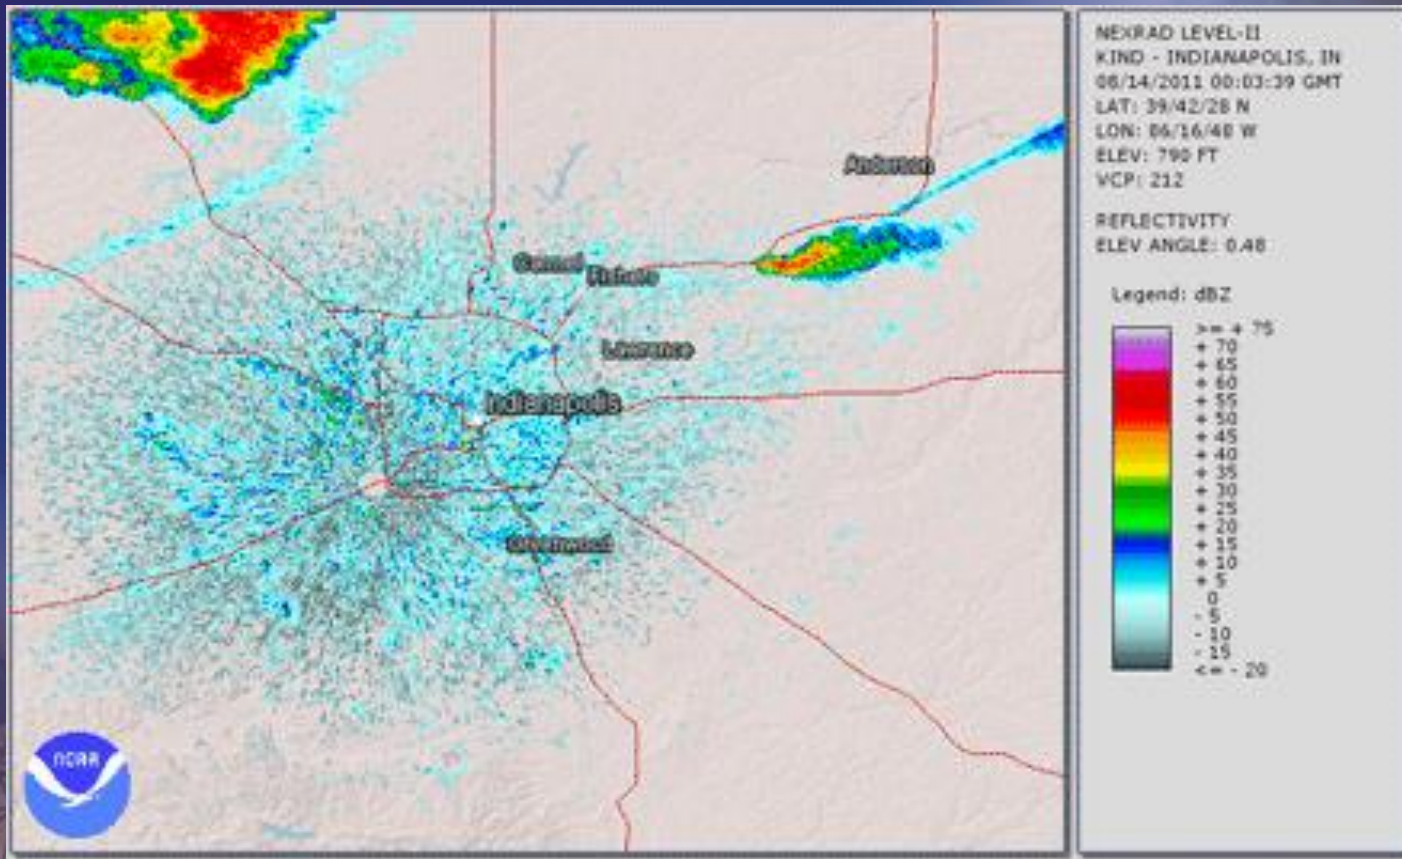 NEXRAD LEVEL-II
KIND - INDIANAPOLIS, IN
08/14/2011 00:03:39 GMT
LAT: 39/42/28 N
LON: 86/16/48 W
ELEV: 790 FT
VCP: 212
REFLECTIVITY
ELEV ANGLE: 0.48
Legend: dBZ
>= + 75
+ 70
+ 65
+ 60
+ 55
+ 50
+ 45
+ 40
+ 35
+ 30
+ 25
+ 20
+ 15
+ 10
+ 5
0
- 5
- 10
- 15
<= - 20
Anderson
Carmel
Fishers
Lawrence
Indianapolis
Greenwood
noaa